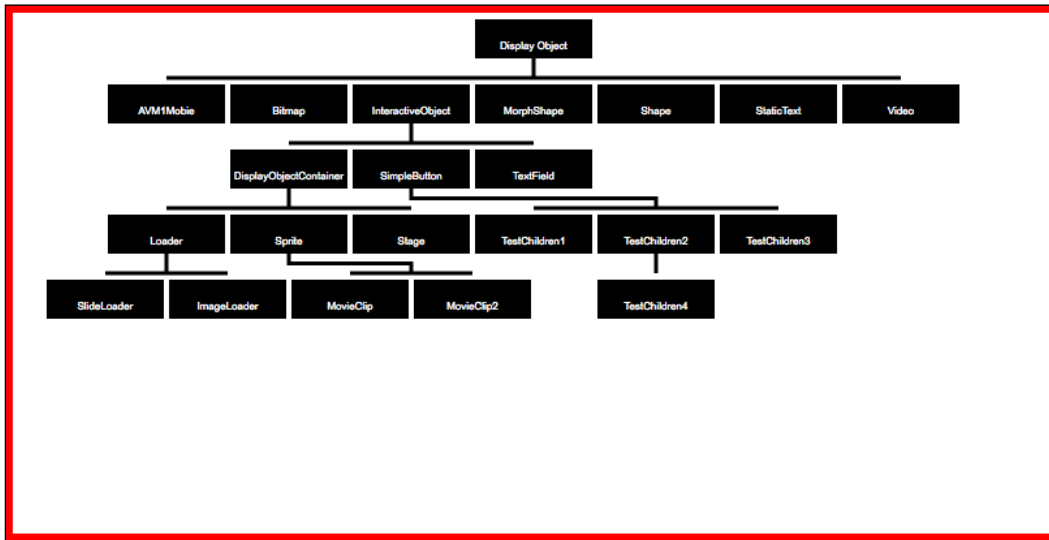 Display Object
AVM1Mobie
Bitmap
InteractiveObject
MorphShape
Shape
StaticText
Video
DisplayObjectContainer
SimpleButton
TextField
Loader
Sprite
Stage
TestChildren1
TestChildren2
TestChildren3
SlideLoader
ImageLoader
MovieClip
MovieClip2
TestChildren4